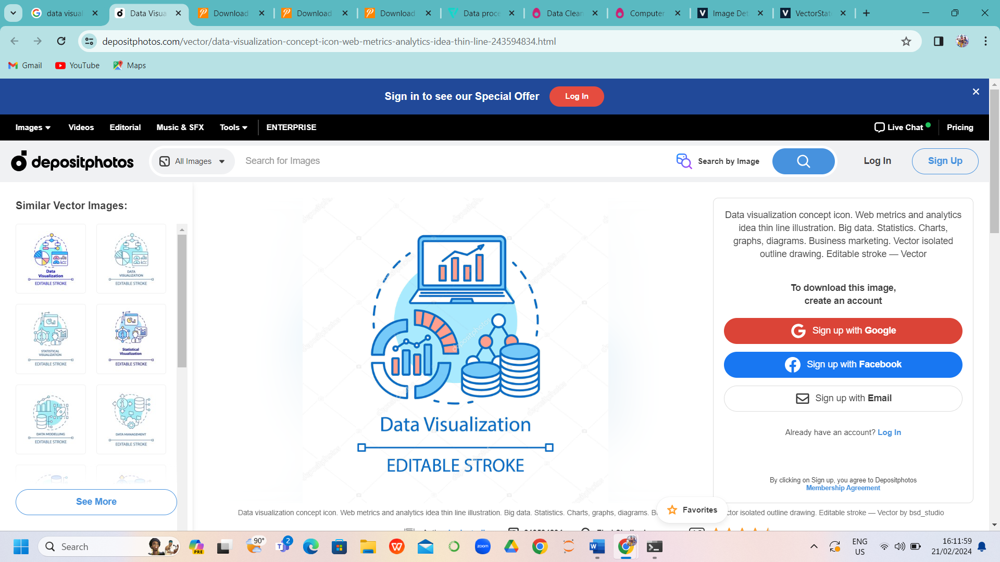 data visual
Data Visua
Download
Download
Download
Data proce
Data Clean
Computer
Image Det
VectorStat
depositphotos.com/vector/data-visualization-concept-icon-web-metrics-analytics-idea-thin-line-243594834.html
Gmail
YouTube
Maps
Sign in to see our Special Offer
Log In
Images
Videos
Editorial
Music & SFX
Tools
ENTERPRISE
Live Chat
Pricing
depositphotos
All Images
Search for Images
Search by Image
Log In
Sign Up
Similar Vector Images:
Data
Visualization
EDITABLE STROKE
DATA
VISUALIZATION
EDITABLE STROKE
STATISTICAL
VISUALIZATION
EDITABLE STROKE
Statistical
Visualization
EDITABLE STROKE
DATA MODELLING
EDITABLE STROKE
DATA MANAGEMENT
EDITABLE STROKE
See More
depositphotos
Data Visualization
EDITABLE STROKE
Data visualization concept icon. Web metrics and analytics
idea thin line illustration. Big data. Statistics. Charts,
graphs, diagrams. Business marketing. Vector isolated
outline drawing. Editable stroke — Vector
To download this image,
create an account
Sign up with Google
Sign up with Facebook
Sign up with Email
Already have an account? Log In
By clicking on Sign up, you agree to Depositphotos
Membership Agreement
Data visualization concept icon. Web metrics and analytics idea thin line illustration. Big data. Statistics. Charts, graphs, diagrams. B
Favorites
ctor isolated outline drawing. Editable stroke — Vector by bsd_studio
Search
PRE
90°
2
zoom
ENG
US
16:11:59
21/02/2024